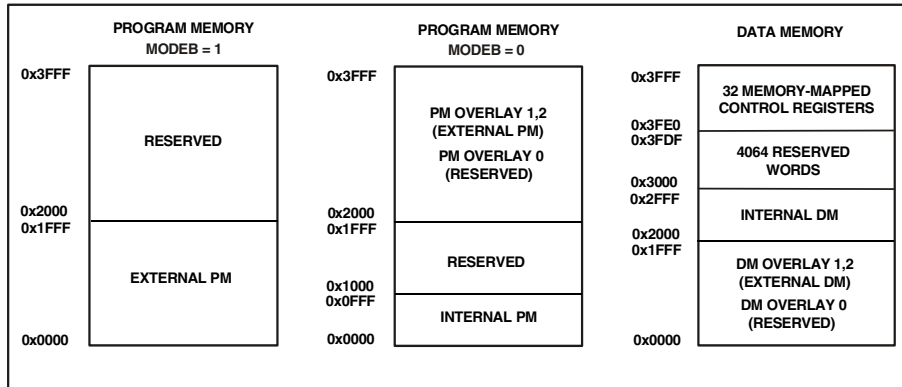 PROGRAM MEMORY
MODEB = 1
0x3FFF
RESERVED
0x2000
0x1FFF
EXTERNAL PM
0x0000
PROGRAM MEMORY
MODEB = 0
0x3FFF
PM OVERLAY 1,2
(EXTERNAL PM)
PM OVERLAY 0
(RESERVED)
0x2000
0x1FFF
RESERVED
0x1000
0x0FFF
INTERNAL PM
0x0000
DATA MEMORY
0x3FFF
32 MEMORY-MAPPED
CONTROL REGISTERS
0x3FE0
0x3FDF
4064 RESERVED
WORDS
0x3000
0x2FFF
INTERNAL DM
0x2000
0x1FFF
DM OVERLAY 1,2
(EXTERNAL DM)
DM OVERLAY 0
(RESERVED)
0x0000